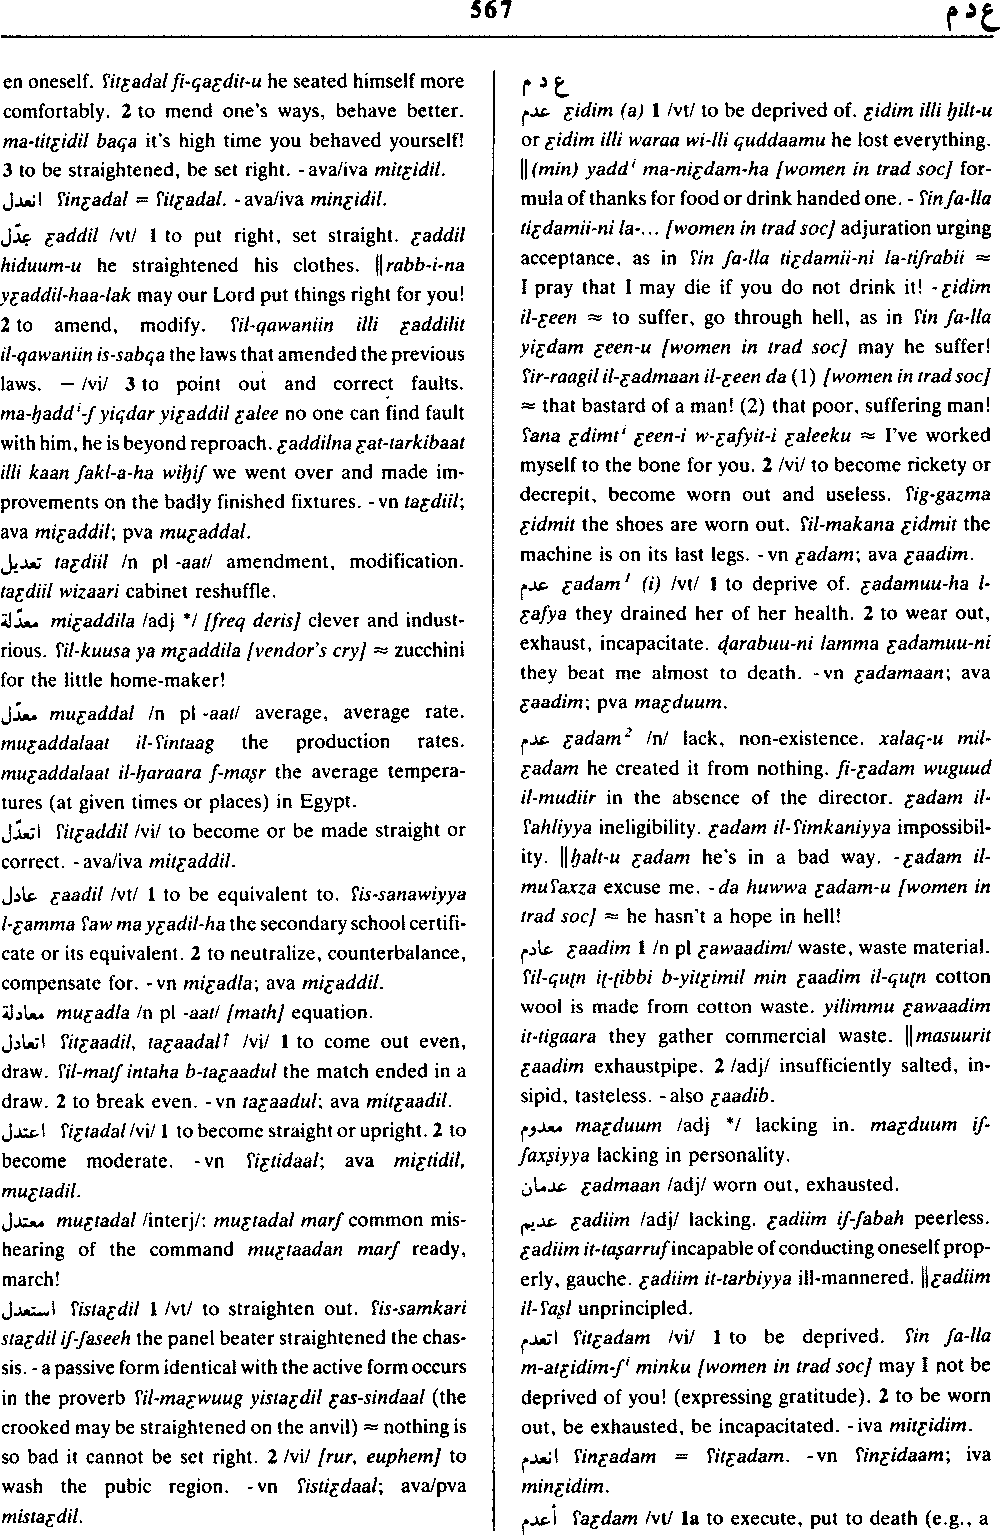 567
ع د م
en oneself. ʕitɛadal fi-qaɛdit-u he seated himself more
comfortably. 2 to mend one's ways, behave better.
ma-titɛidil baqa it's high time you behaved yourself!
3 to be straightened, be set right. -ava/iva mitɛidil.
انعدل ʕinɛadal = ʕitɛadal. -ava/iva minɛidil.
عدّل ɛaddil /vt/ 1 to put right, set straight. ɛaddil
hiduum-u he straightened his clothes. ‖rabb-i-na
yɛaddil-haa-lak may our Lord put things right for you!
2 to amend, modify. ʕil-qawaniin illi ɛaddilit
il-qawaniin is-sabqa the laws that amended the previous
laws. — /vi/ 3 to point out and correct faults.
ma-ḥaddⁱ-ʃ yiqdar yiɛaddil ɛalee no one can find fault
with him, he is beyond reproach. ɛaddilna ɛat-tarkibaat
illi kaan ʃakl-a-ha wiḥiʃ we went over and made im-
provements on the badly finished fixtures. -vn taɛdiil;
ava miɛaddil; pva muɛaddal.
تعديل taɛdiil /n pl -aat/ amendment, modification.
taɛdiil wizaari cabinet reshuffle.
معدّلة miɛaddila /adj */ [freq deris] clever and indust-
rious. ʕil-kuusa ya mɛaddila [vendor's cry] ≈ zucchini
for the little home-maker!
معدّل muɛaddal /n pl -aat/ average, average rate.
muɛaddalaat il-ʕintaag the production rates.
muɛaddalaat il-ḥaraara f-maṣr the average tempera-
tures (at given times or places) in Egypt.
اتعدّل ʕitɛaddil /vi/ to become or be made straight or
correct. -ava/iva mitɛaddil.
عادل ɛaadil /vt/ 1 to be equivalent to. ʕis-sanawiyya
l-ɛamma ʕaw ma yɛadil-ha the secondary school certifi-
cate or its equivalent. 2 to neutralize, counterbalance,
compensate for. -vn miɛadla; ava miɛaddil.
معادلة muɛadla /n pl -aat/ [math] equation.
اتعادل ʕitɛaadil, taɛaadal↑ /vi/ 1 to come out even,
draw. ʕil-matʃ intaha b-taɛaadul the match ended in a
draw. 2 to break even. -vn taɛaadul; ava mitɛaadil.
اعتدل ʕiɛtadal /vi/ 1 to become straight or upright. 2 to
become moderate. -vn ʕiɛtidaal; ava miɛtidil,
muɛtadil.
معتدل muɛtadal /interj/: muɛtadal marʃ common mis-
hearing of the command muɛtaadan marʃ ready,
march!
استعدل ʕistaɛdil 1 /vt/ to straighten out. ʕis-samkari
staɛdil iʃ-ʃaseeh the panel beater straightened the chas-
sis. -a passive form identical with the active form occurs
in the proverb ʕil-maɛwuug yistaɛdil ɛas-sindaal (the
crooked may be straightened on the anvil) ≈ nothing is
so bad it cannot be set right. 2 /vi/ [rur, euphem] to
wash the pubic region. -vn ʕistiɛdaal; ava/pva
mistaɛdil.
ع د م
عدم ɛidim (a) 1 /vt/ to be deprived of. ɛidim illi ḥilt-u
or ɛidim illi waraa wi-lli quddaamu he lost everything.
‖(min) yaddⁱ ma-niɛdam-ha [women in trad soc] for-
mula of thanks for food or drink handed one. - ʕinʃa-lla
tiɛdamii-ni la-... [women in trad soc] adjuration urging
acceptance, as in ʕin ʃa-lla tiɛdamii-ni la-tiʃrabii ≈
I pray that I may die if you do not drink it! -ɛidim
il-ɛeen ≈ to suffer, go through hell, as in ʕin ʃa-lla
yiɛdam ɛeen-u [women in trad soc] may he suffer!
ʕir-raagil il-ɛadmaan il-ɛeen da (1) [women in trad soc]
≈ that bastard of a man! (2) that poor, suffering man!
ʕana ɛdimtⁱ ɛeen-i w-ɛafyit-i ɛaleeku ≈ I've worked
myself to the bone for you. 2 /vi/ to become rickety or
decrepit, become worn out and useless. ʕig-gazma
ɛidmit the shoes are worn out. ʕil-makana ɛidmit the
machine is on its last legs. -vn ɛadam; ava ɛaadim.
عدم ɛadam¹ (i) /vt/ 1 to deprive of. ɛadamuu-ha l-
ɛafya they drained her of her health. 2 to wear out,
exhaust, incapacitate. ḍarabuu-ni lamma ɛadamuu-ni
they beat me almost to death. -vn ɛadamaan; ava
ɛaadim; pva maɛduum.
عدم ɛadam² /n/ lack, non-existence. xalaq-u mil-
ɛadam he created it from nothing. fi-ɛadam wuguud
il-mudiir in the absence of the director. ɛadam il-
ʕahliyya ineligibility. ɛadam il-ʕimkaniyya impossibil-
ity. ‖ḥalt-u ɛadam he's in a bad way. -ɛadam il-
muʕaxza excuse me. -da huwwa ɛadam-u [women in
trad soc] ≈ he hasn't a hope in hell!
عادم ɛaadim 1 /n pl ɛawaadim/ waste, waste material.
ʕil-quṭn iṭ-ṭibbi b-yitɛimil min ɛaadim il-quṭn cotton
wool is made from cotton waste. yilimmu ɛawaadim
it-tigaara they gather commercial waste. ‖masuurit
ɛaadim exhaustpipe. 2 /adj/ insufficiently salted, in-
sipid, tasteless. -also ɛaadib.
معدوم maɛduum /adj */ lacking in. maɛduum iʃ-
ʃaxṣiyya lacking in personality.
عدمان ɛadmaan /adj/ worn out, exhausted.
عديم ɛadiim /adj/ lacking. ɛadiim iʃ-ʃabah peerless.
ɛadiim it-taṣarruf incapable of conducting oneself prop-
erly, gauche. ɛadiim it-tarbiyya ill-mannered. ‖ɛadiim
il-ʕaṣl unprincipled.
اتعدم ʕitɛadam /vi/ 1 to be deprived. ʕin ʃa-lla
m-atɛidim-ʃⁱ minku [women in trad soc] may I not be
deprived of you! (expressing gratitude). 2 to be worn
out, be exhausted, be incapacitated. -iva mitɛidim.
انعدم ʕinɛadam = ʕitɛadam. -vn ʕinɛidaam; iva
minɛidim.
أعدم ʕaɛdam /vt/ 1a to execute, put to death (e.g., a